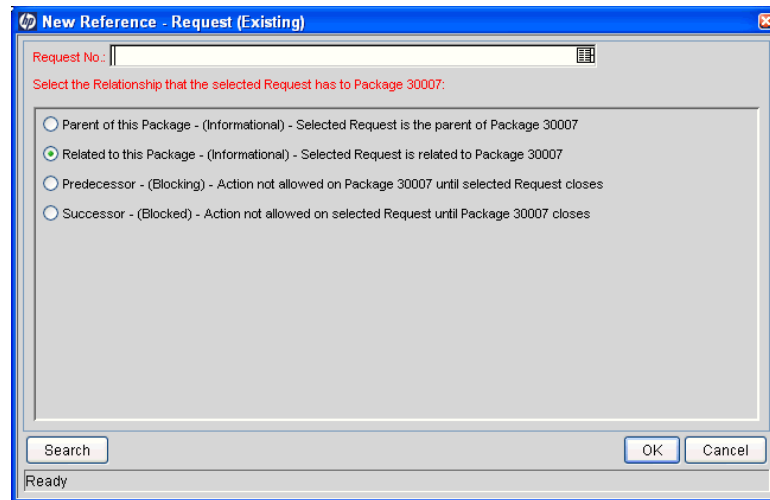 hp New Reference - Request (Existing)
Request No.:
Select the Relationship that the selected Request has to Package 30007:
Parent of this Package - (Informational) - Selected Request is the parent of Package 30007
Related to this Package - (Informational) - Selected Request is related to Package 30007
Predecessor - (Blocking) - Action not allowed on Package 30007 until selected Request closes
Successor - (Blocked) - Action not allowed on selected Request until Package 30007 closes
Search OK Cancel
Ready